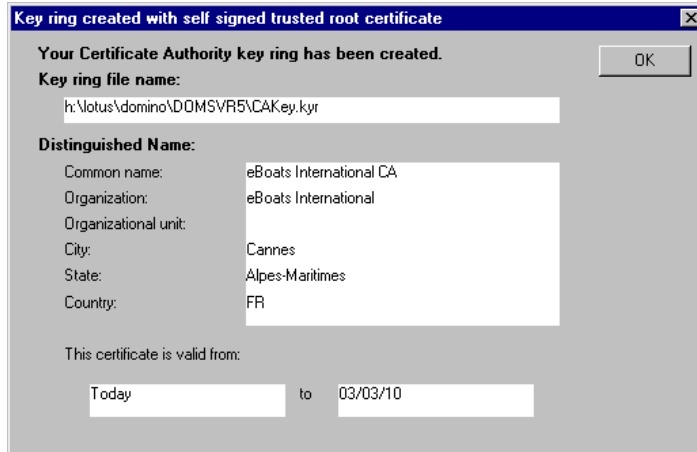 Key ring created with self signed trusted root certificate
Your Certificate Authority key ring has been created.
OK
Key ring file name:
h:\lotus\domino\DOMSVR5\CAKey.kyr
Distinguished Name:
Common name: eBoats International CA
Organization: eBoats International
Organizational unit:
City: Cannes
State: Alpes-Maritimes
Country: FR
This certificate is valid from:
Today to 03/03/10